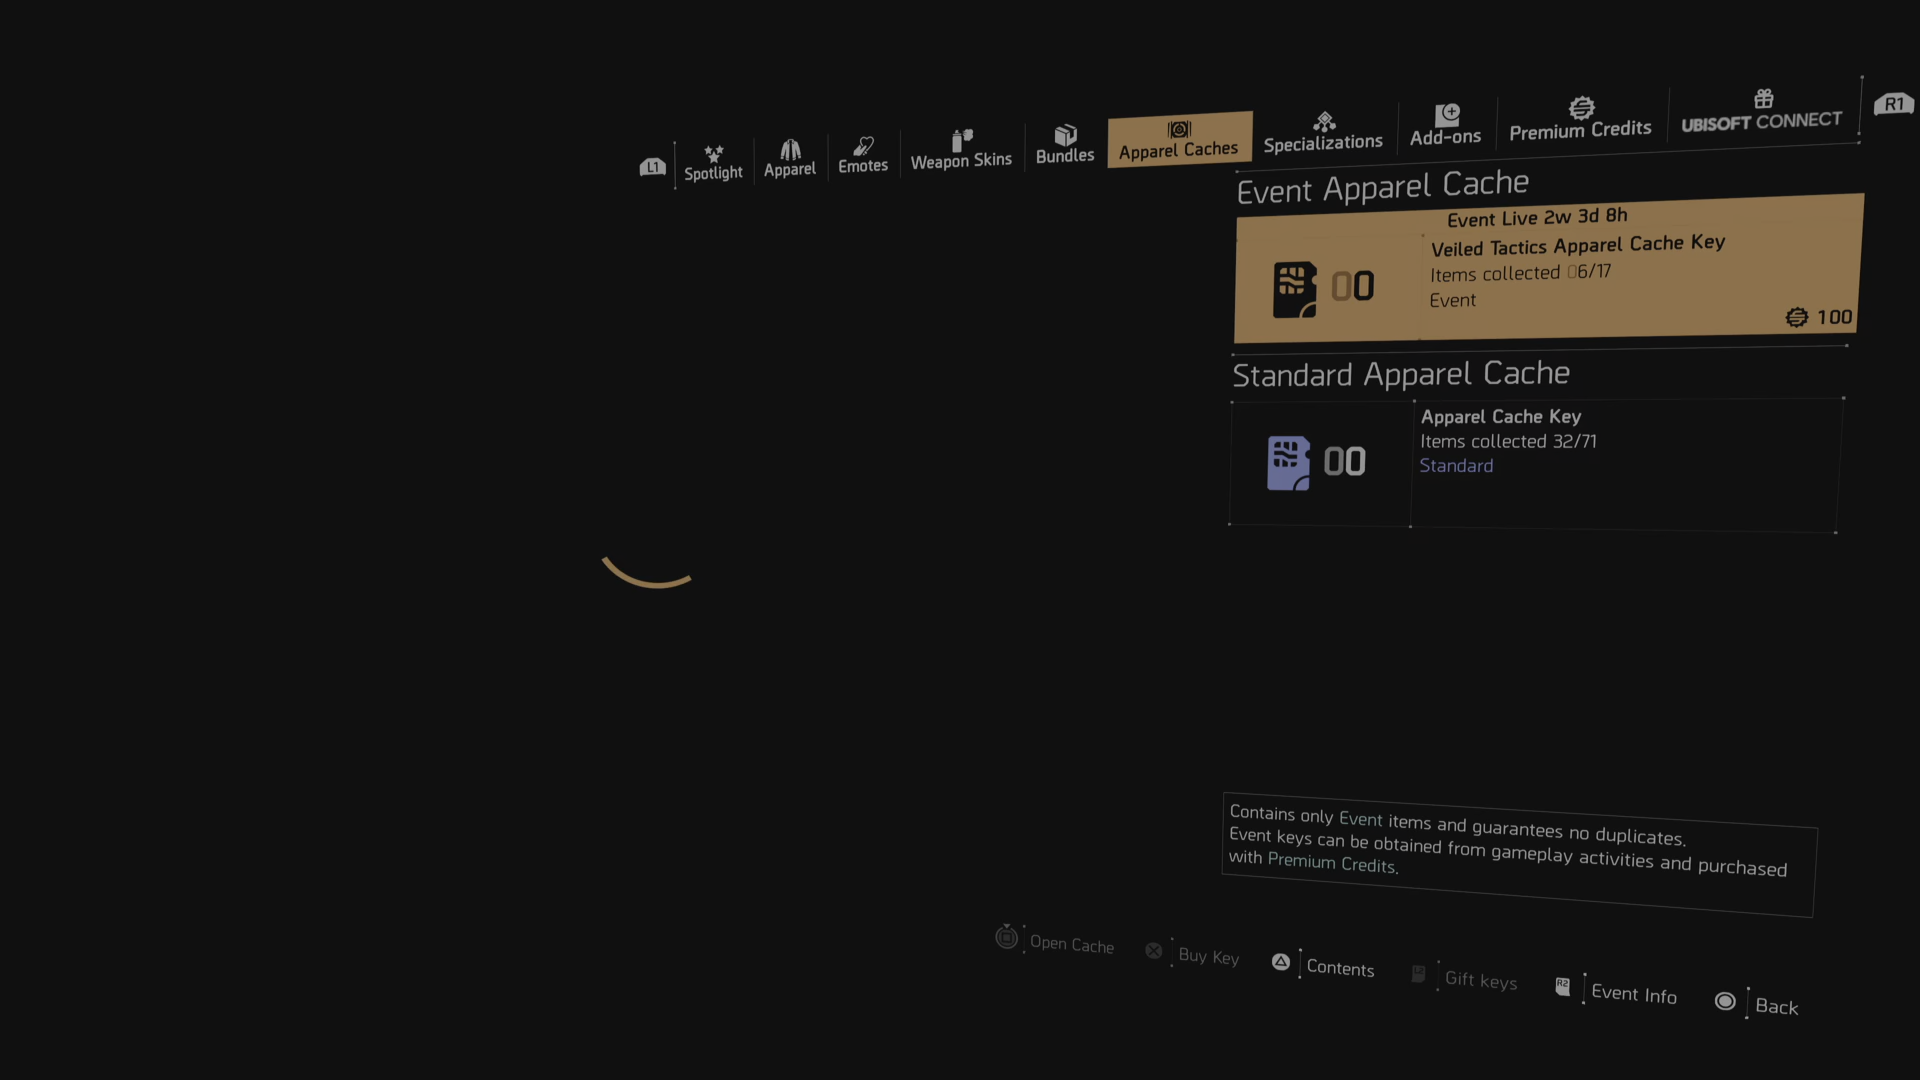 L1
Spotlight
Apparel
Emotes
Weapon Skins
Bundles
Apparel Caches
Specializations
Add-ons
Premium Credits
UBISOFT CONNECT
R1
Event Apparel Cache
Event Live 2w 3d 8h
00
Veiled Tactics Apparel Cache Key
Items collected 06/17
Event
100
Standard Apparel Cache
00
Apparel Cache Key
Items collected 32/71
Standard
Contains only Event items and guarantees no duplicates.
Event keys can be obtained from gameplay activities and purchased
with Premium Credits.
Open Cache
Buy Key
Contents
L2
Gift keys
R2
Event Info
Back